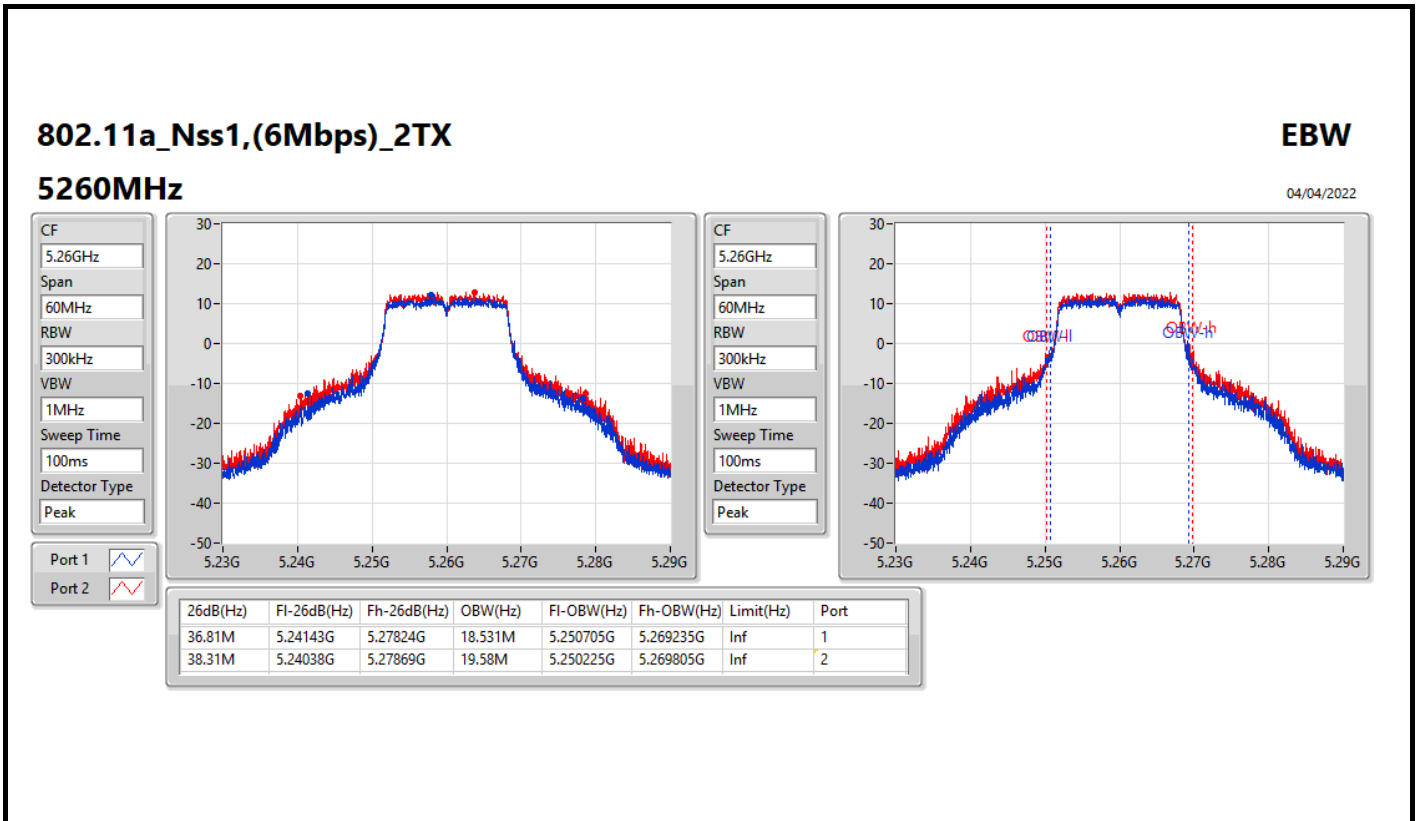 802.11a_Nss1,(6Mbps)_2TX
EBW
5260MHz
04/04/2022
CF
5.26GHz
Span
60MHz
RBW
300kHz
VBW
1MHz
Sweep Time
100ms
Detector Type
Peak
Port 1
Port 2
30
20
10
0
-10
-20
-30
-40
-50
5.23G 5.24G 5.25G 5.26G 5.27G 5.28G 5.29G
CF
5.26GHz
Span
60MHz
RBW
300kHz
VBW
1MHz
Sweep Time
100ms
Detector Type
Peak
30
20
10
0
-10
-20
-30
-40
-50
OBW-l
OBW-l
OBW-h
OBW-h
5.23G 5.24G 5.25G 5.26G 5.27G 5.28G 5.29G
26dB(Hz) Fl-26dB(Hz) Fh-26dB(Hz) OBW(Hz) Fl-OBW(Hz) Fh-OBW(Hz) Limit(Hz) Port
36.81M 5.24143G 5.27824G 18.531M 5.250705G 5.269235G Inf 1
38.31M 5.24038G 5.27869G 19.58M 5.250225G 5.269805G Inf 2